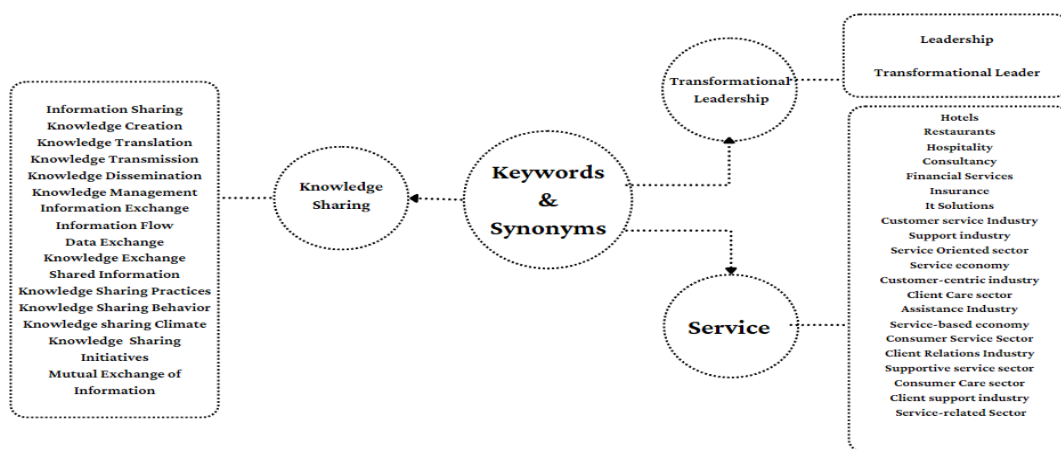 Information Sharing
Knowledge Creation
Knowledge Translation
Knowledge Transmission
Knowledge Dissemination
Knowledge Management
Information Exchange
Information Flow
Data Exchange
Knowledge Exchange
Shared Information
Knowledge Sharing Practices
Knowledge Sharing Behavior
Knowledge sharing Climate
Knowledge Sharing
Initiatives
Mutual Exchange of
Information
Knowledge
Sharing
Keywords
&
Synonyms
Transformational
Leadership
Leadership
Transformational Leader
Service
Hotels
Restaurants
Hospitality
Consultancy
Financial Services
Insurance
It Solutions
Customer service Industry
Support industry
Service Oriented sector
Service economy
Customer-centric industry
Client Care sector
Assistance Industry
Service-based economy
Consumer Service Sector
Client Relations Industry
Supportive service sector
Consumer Care sector
Client support industry
Service-related Sector